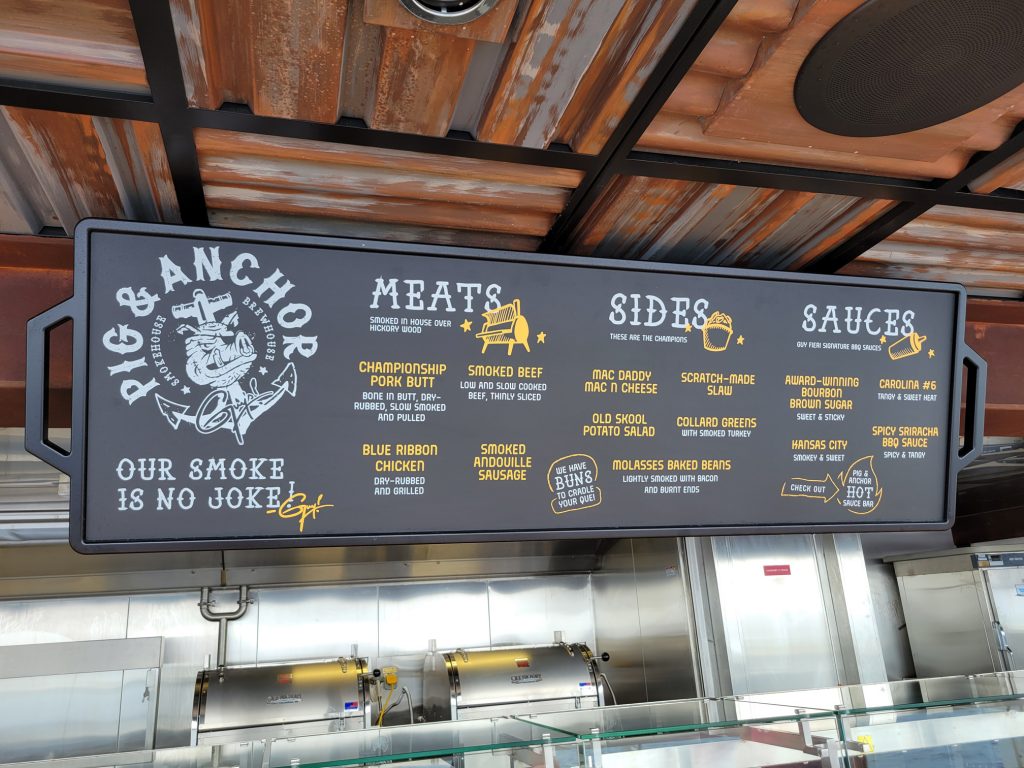 PIG & ANCHOR
SMOKEHOUSE
BREWHOUSE
OUR SMOKE
IS NO JOKE!
MEATS
SMOKED IN HOUSE OVER
HICKORY WOOD
CHAMPIONSHIP
PORK BUTT
BONE IN BUTT, DRY-
RUBBED, SLOW SMOKED
AND PULLED
BLUE RIBBON
CHICKEN
DRY-RUBBED
AND GRILLED
SMOKED BEEF
LOW AND SLOW COOKED
BEEF, THINLY SLICED
SMOKED
ANDOUILLE
SAUSAGE
SIDES
THESE ARE THE CHAMPIONS
MAC DADDY
MAC N CHEESE
OLD SKOOL
POTATO SALAD
SCRATCH-MADE
SLAW
COLLARD GREENS
WITH SMOKED TURKEY
WE HAVE
BUNS
TO CRADLE
YOUR QUE!
MOLASSES BAKED BEANS
LIGHTLY SMOKED WITH BACON
AND BURNT ENDS
SAUCES
GUY FIERI SIGNATURE BBQ SAUCES
AWARD-WINNING
BOURBON
BROWN SUGAR
SWEET & STICKY
KANSAS CITY
SMOKEY & SWEET
CAROLINA #6
TANGY & SWEET HEAT
SPICY SRIRACHA
BBQ SAUCE
SPICY & TANGY
CHECK OUT
PIG &
ANCHOR
HOT
SAUCE BAR